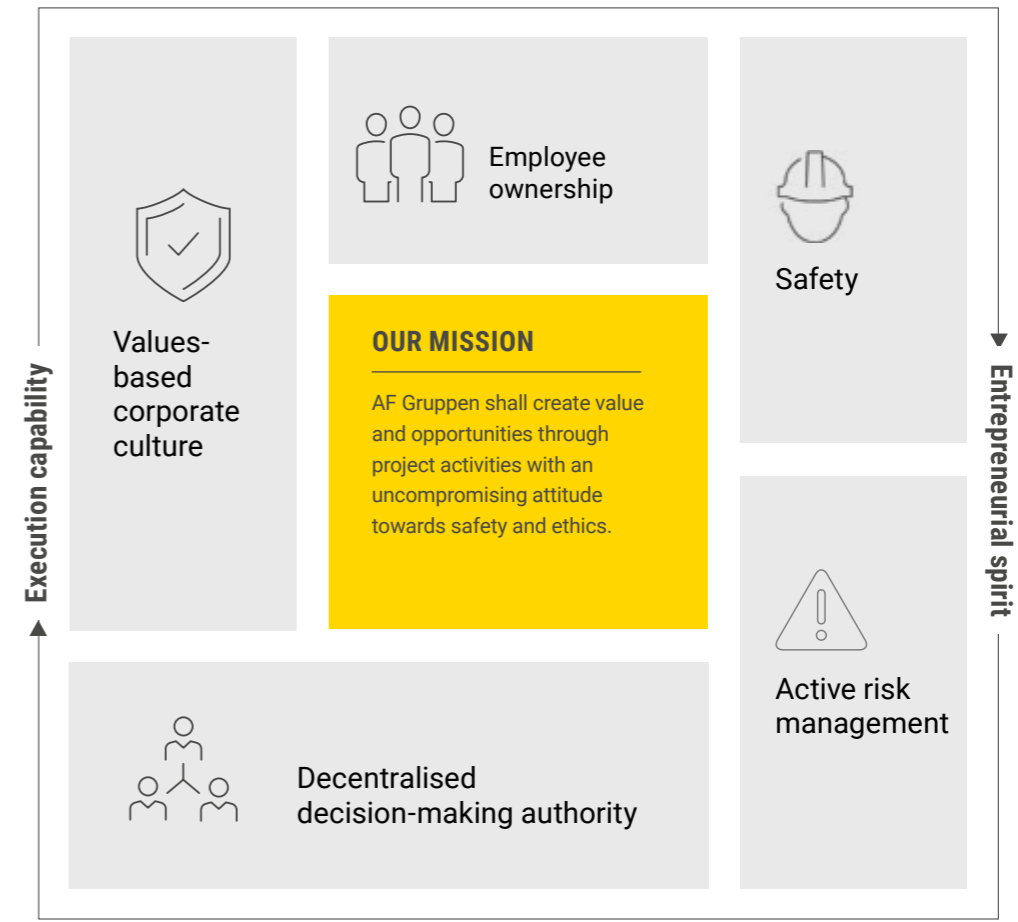 Execution capability
Values-
based
corporate
culture
Employee
ownership
Safety
OUR MISSION
AF Gruppen shall create value
and opportunities through
project activities with an
uncompromising attitude
towards safety and ethics.
Entrepreneurial spirit
Active risk
management
Decentralised
decision-making authority